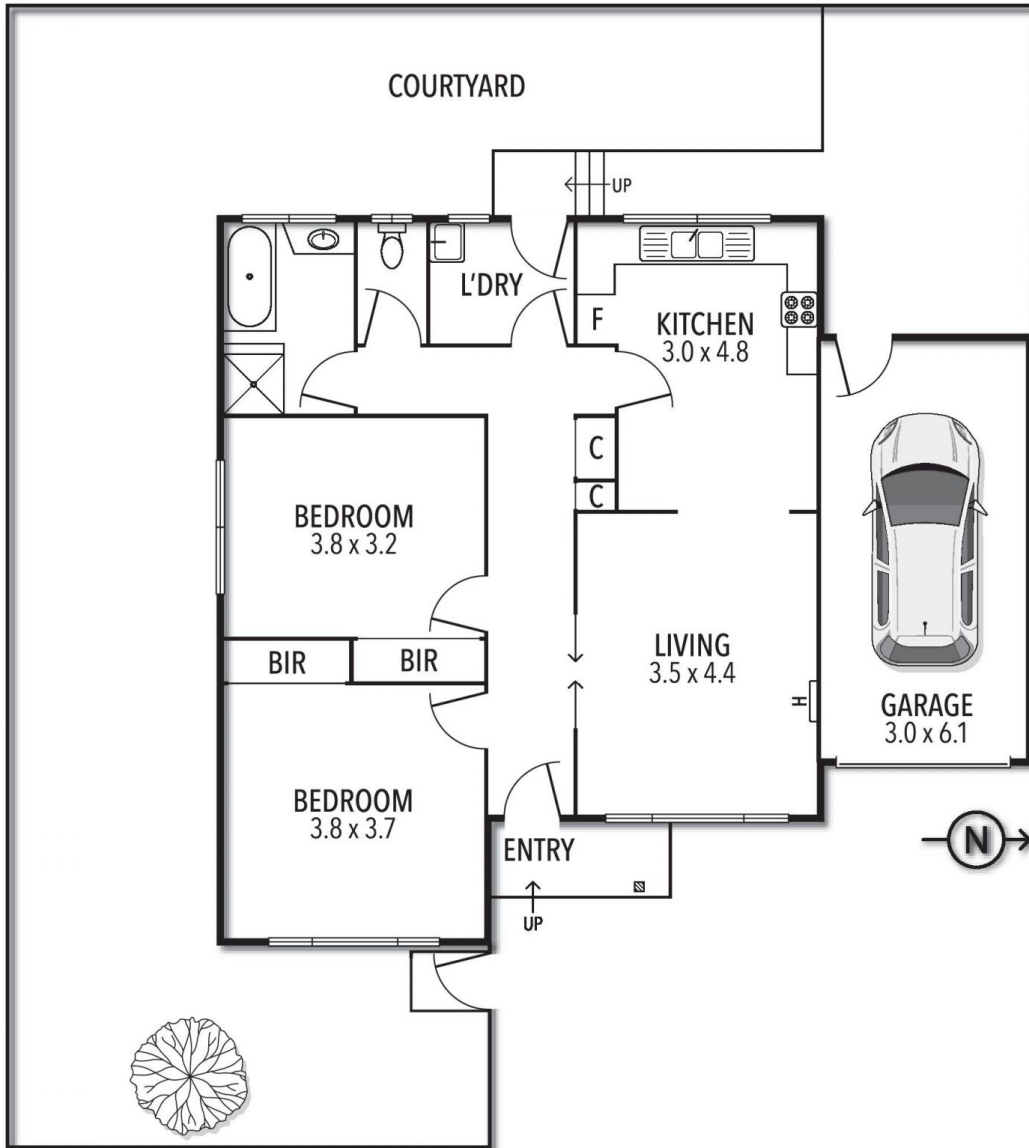 COURTYARD
UP
L'DRY
F
KITCHEN
3.0 x 4.8
C
C
BEDROOM
3.8 x 3.2
BIR
BIR
LIVING
3.5 x 4.4
H
GARAGE
3.0 x 6.1
BEDROOM
3.8 x 3.7
ENTRY
UP
N